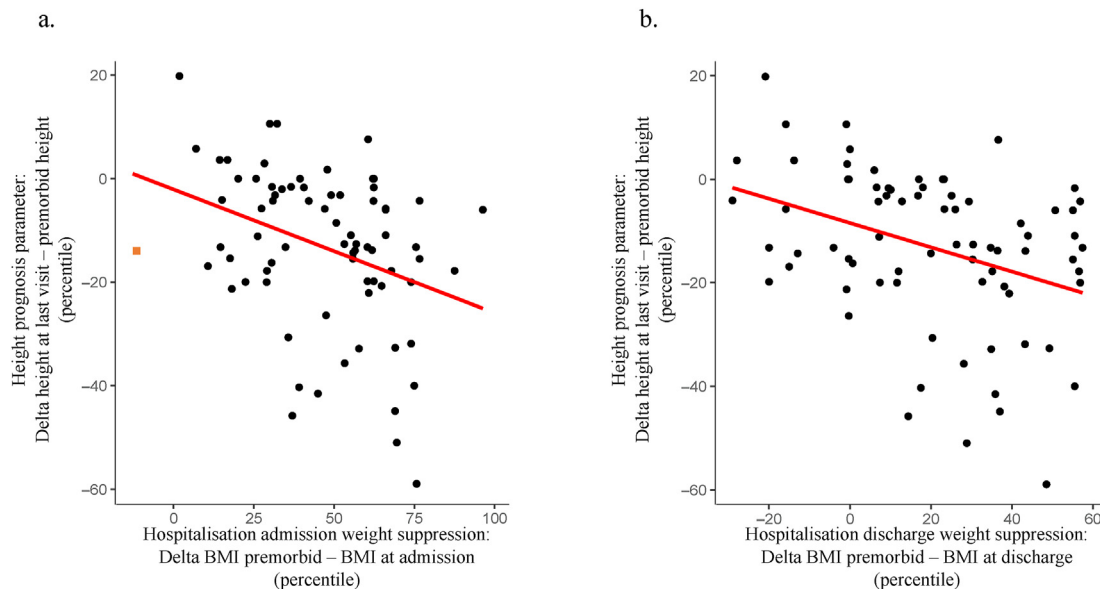 a.
Height prognosis parameter:
Delta height at last visit – premorbid height
(percentile)
20
0
−20
−40
−60
0
25
50
75
100
Hospitalisation admission weight suppression:
Delta BMI premorbid – BMI at admission
(percentile)
b.
Height prognosis parameter:
Delta height at last visit – premorbid height
(percentile)
20
0
−20
−40
−60
−20
0
20
40
60
Hospitalisation discharge weight suppression:
Delta BMI premorbid – BMI at discharge
(percentile)